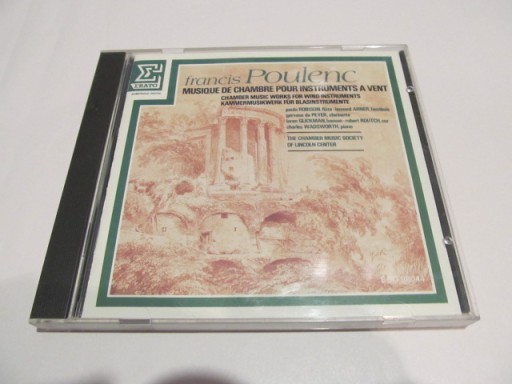 ERATO
francis Poulenc
MUSIQUE DE CHAMBRE POUR INSTRUMENTS A VENT
CHAMBER MUSIC WORKS FOR WIND INSTRUMENTS
KAMMERMUSIKWERK FÜR BLASINSTRUMENTE
paula ROBISON, flûte leonard ARNER, hautbois
gervase de PEYER, clarinette
loren GLICKMAN, basson robert ROUTCH, cor
charles WADSWORTH, piano
THE CHAMBER MUSIC SOCIETY
OF LINCOLN CENTER